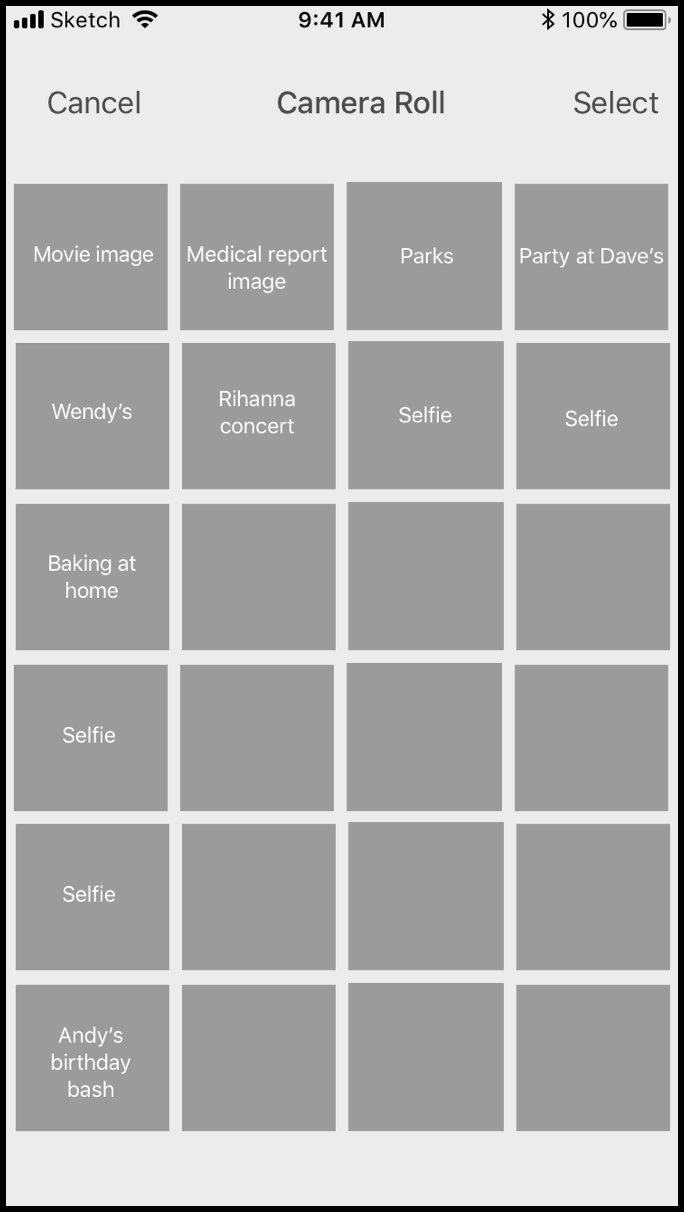 Sketch 9:41 AM 100%
Cancel Camera Roll Select
Movie image
Medical report
image
Parks
Party at Dave’s
Wendy’s
Rihanna
concert
Selfie
Selfie
Baking at
home
Selfie
Selfie
Andy’s
birthday
bash